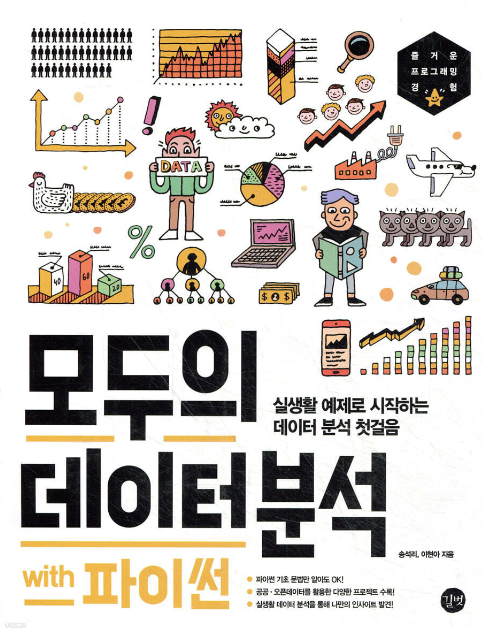 즐거운
프로그래밍
경험
DATA
40
60
20
모두의
실생활 예제로 시작하는
데이터 분석 첫걸음
데이터 분석
송석리, 이현아 지음
with 파이썬
파이썬 기초 문법만 알아도 OK!
공공·오픈데이터를 활용한 다양한 프로젝트 수록!
실생활 데이터 분석을 통해 나만의 인사이트 발견!
길벗